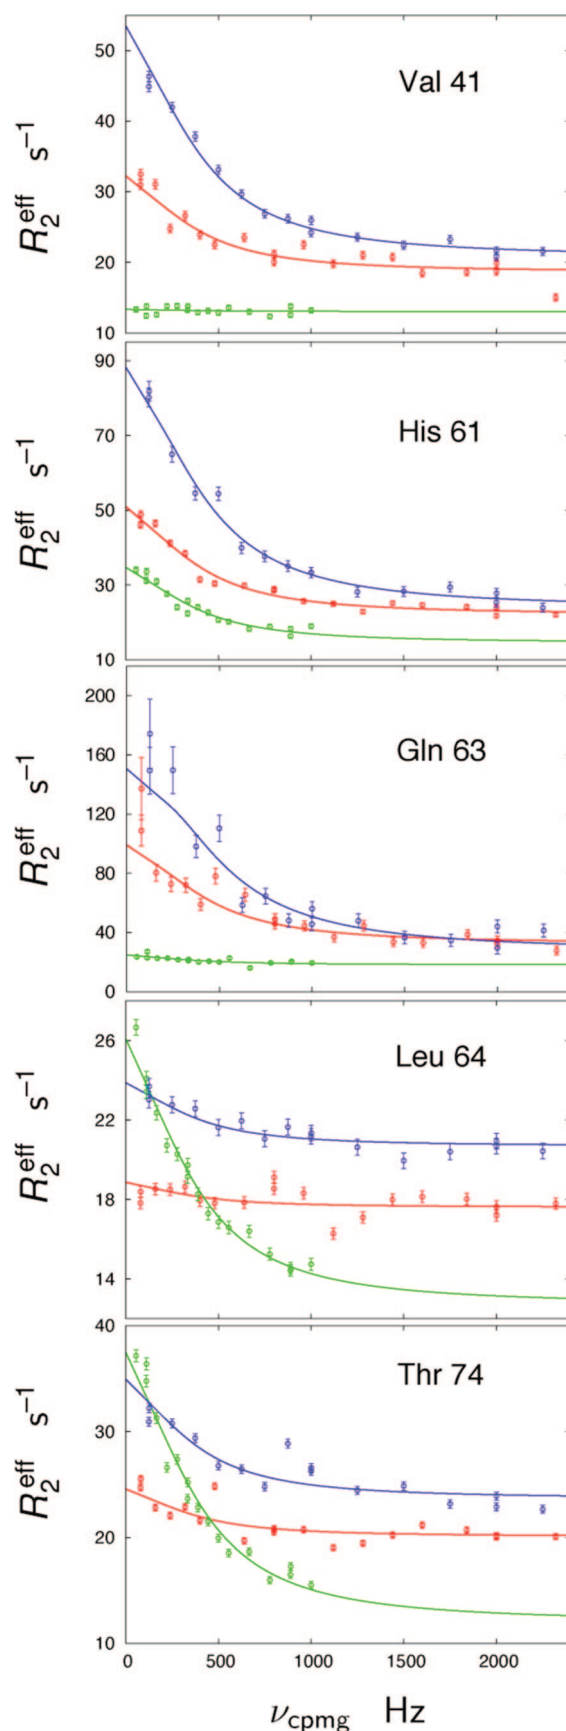 Val 41
50
40
30
20
10
R₂ᵉᶠᶠ s⁻¹
His 61
90
70
50
30
10
R₂ᵉᶠᶠ s⁻¹
Gln 63
200
160
120
80
40
0
R₂ᵉᶠᶠ s⁻¹
Leu 64
26
22
18
14
R₂ᵉᶠᶠ s⁻¹
Thr 74
40
30
20
10
R₂ᵉᶠᶠ s⁻¹
0 500 1000 1500 2000
ν_cpmg Hz